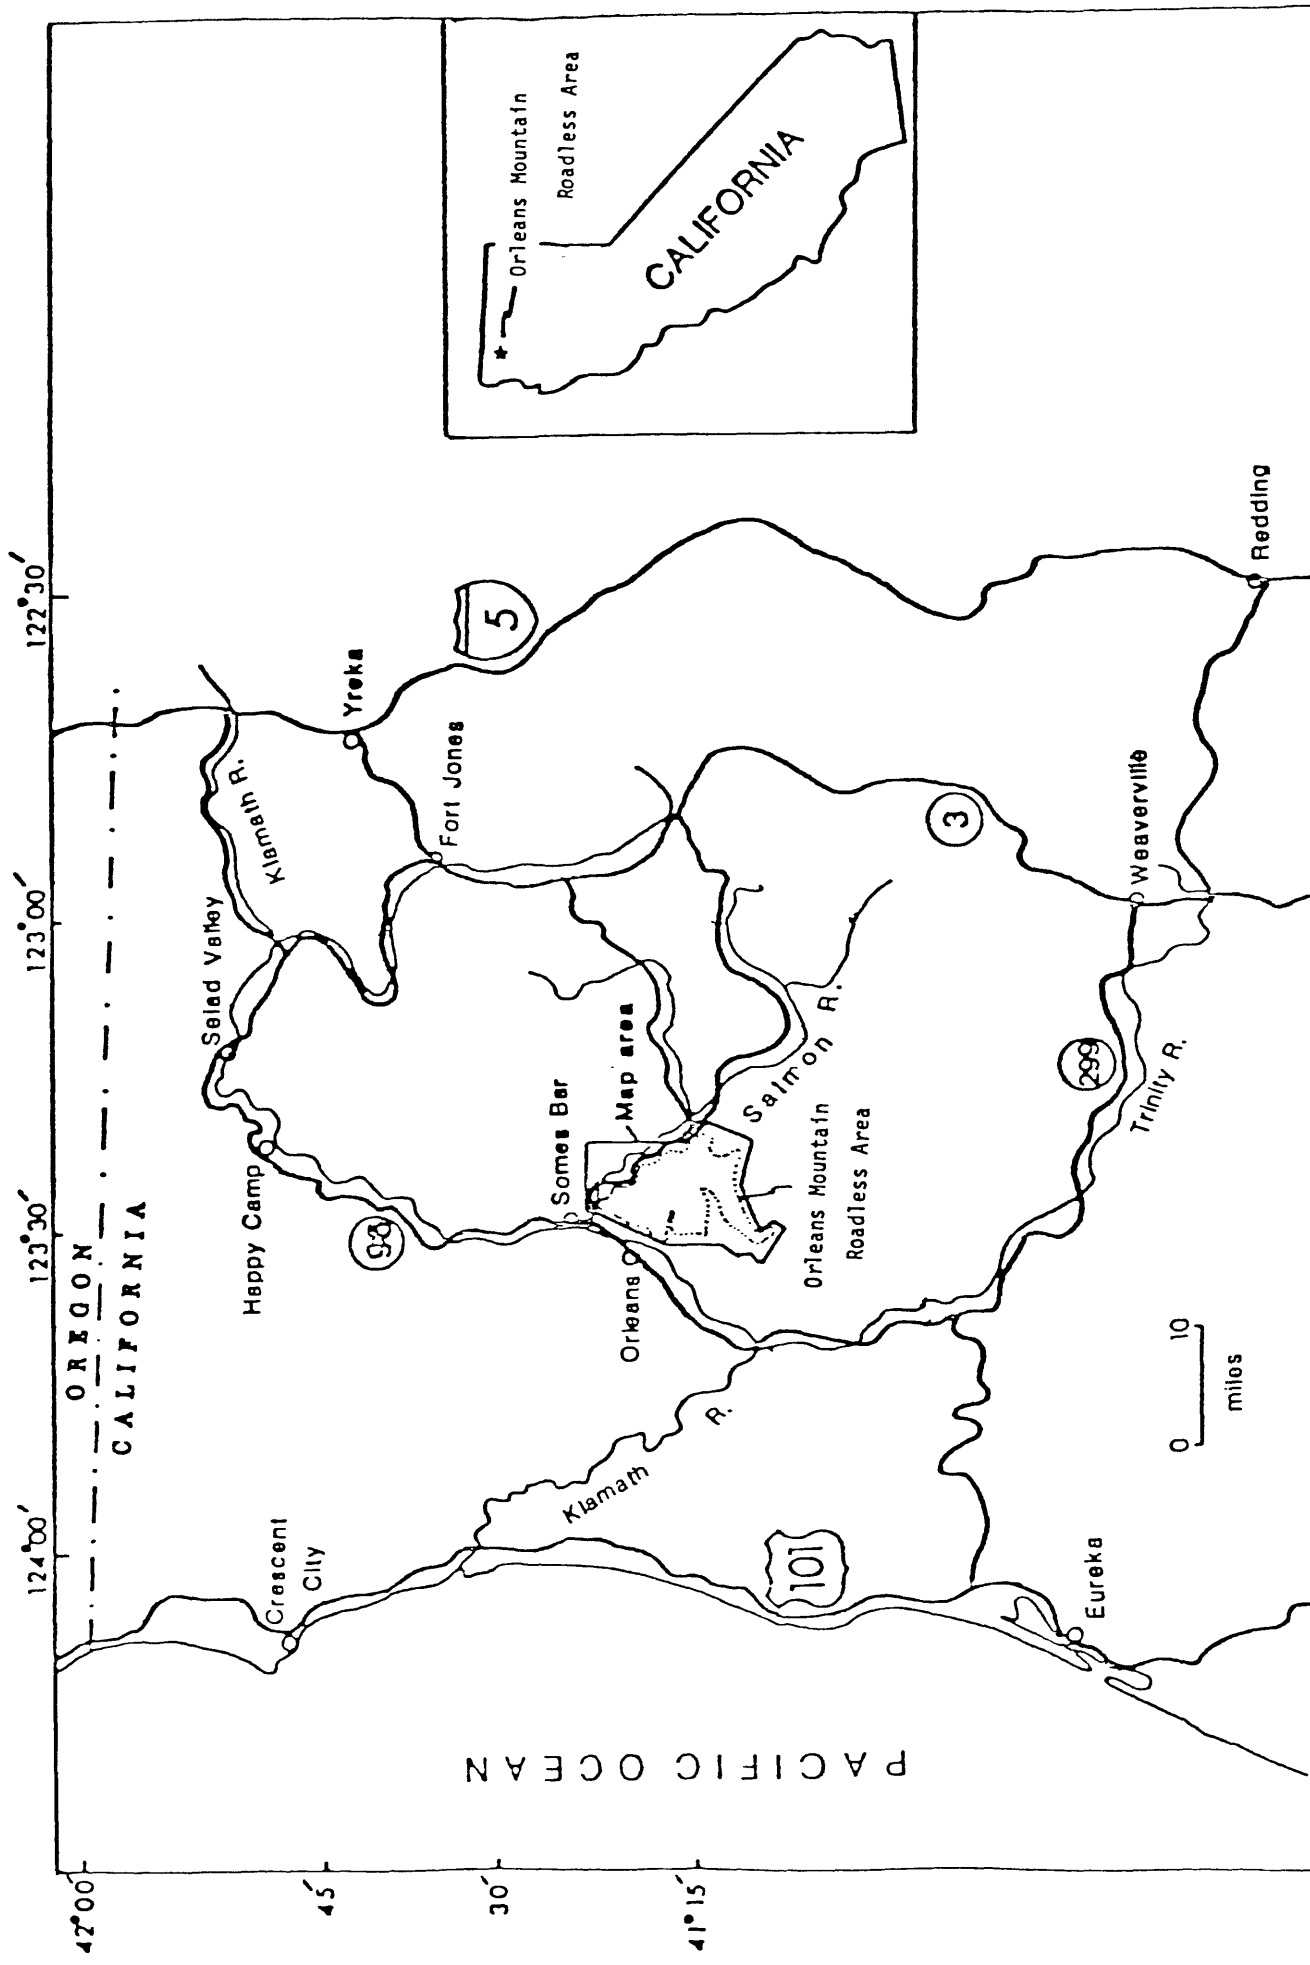 124°00′
123°30′
123°00′
122°30′
42°00′
45′
30′
41°15′
OREGON
CALIFORNIA
Crescent
City
Happy Camp
Seiad Valley
Klamath R.
Yreka
Fort Jones
5
96
Somes Bar
Map area
Orleans
Salmon R.
Orleans Mountain
Roadless Area
Klamath R.
101
3
299
Trinity R.
Weaverville
Redding
Eureka
PACIFIC OCEAN
0 10
miles
Orleans Mountain
Roadless Area
CALIFORNIA